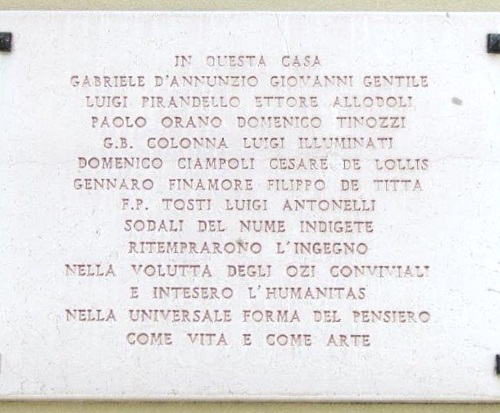 IN QUESTA CASA
GABRIELE D'ANNUNZIO GIOVANNI GENTILE
LUIGI PIRANDELLO ETTORE ALLODOLI
PAOLO ORANO DOMENICO TINOZZI
G.B. COLONNA LUIGI ILLUMINATI
DOMENICO CIAMPOLI CESARE DE LOLLIS
GENNARO FINAMORE FILIPPO DE TITTA
F.P. TOSTI LUIGI ANTONELLI
SODALI DEL NUME INDIGETE
RITEMPRARONO L'INGEGNO
NELLA VOLUTTA DEGLI OZI CONVIVIALI
E INTESERO L'HUMANITAS
NELLA UNIVERSALE FORMA DEL PENSIERO
COME VITA E COME ARTE